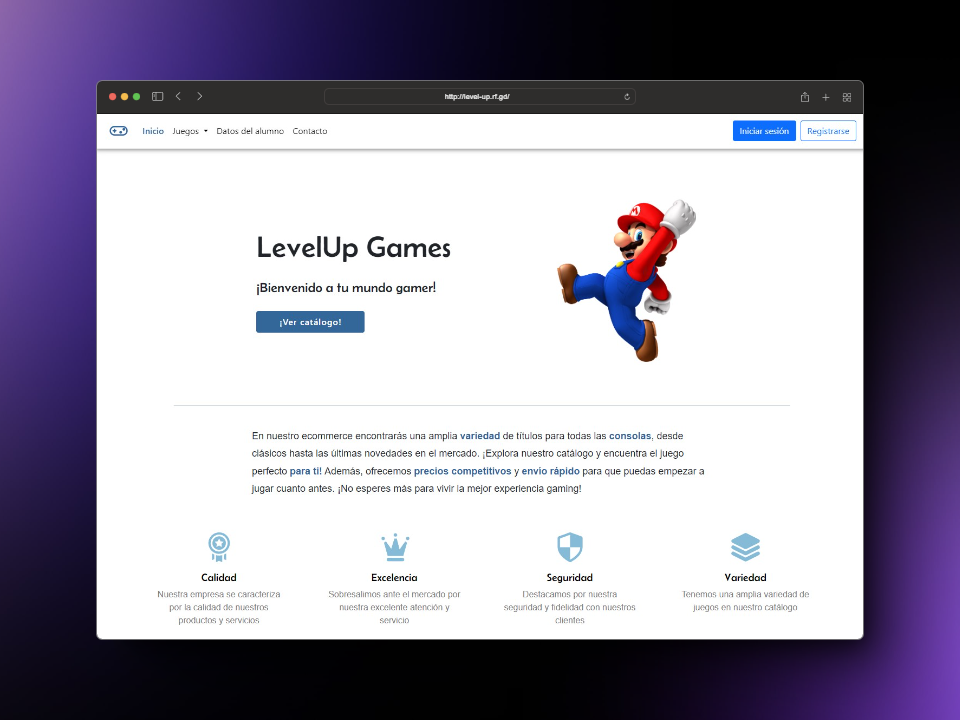 http://level-up.rf.gd/
Inicio Juegos Datos del alumno Contacto Iniciar sesión Registrarse
LevelUp Games
¡Bienvenido a tu mundo gamer!
¡Ver catálogo!
M
En nuestro ecommerce encontrarás una amplia variedad de títulos para todas las consolas, desde
clásicos hasta las últimas novedades en el mercado. ¡Explora nuestro catálogo y encuentra el juego
perfecto para ti! Además, ofrecemos precios competitivos y envío rápido para que puedas empezar a
jugar cuanto antes. ¡No esperes más para vivir la mejor experiencia gaming!
Calidad
Nuestra empresa se caracteriza
por la calidad de nuestros
productos y servicios
Excelencia
Sobresalimos ante el mercado por
nuestra excelente atención y
servicio
Seguridad
Destacamos por nuestra
seguridad y fidelidad con nuestros
clientes
Variedad
Tenemos una amplia variedad de
juegos en nuestro catálogo